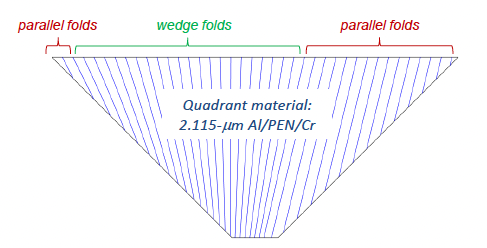 parallel folds
wedge folds
parallel folds
Quadrant material:
2.115-μm Al/PEN/Cr